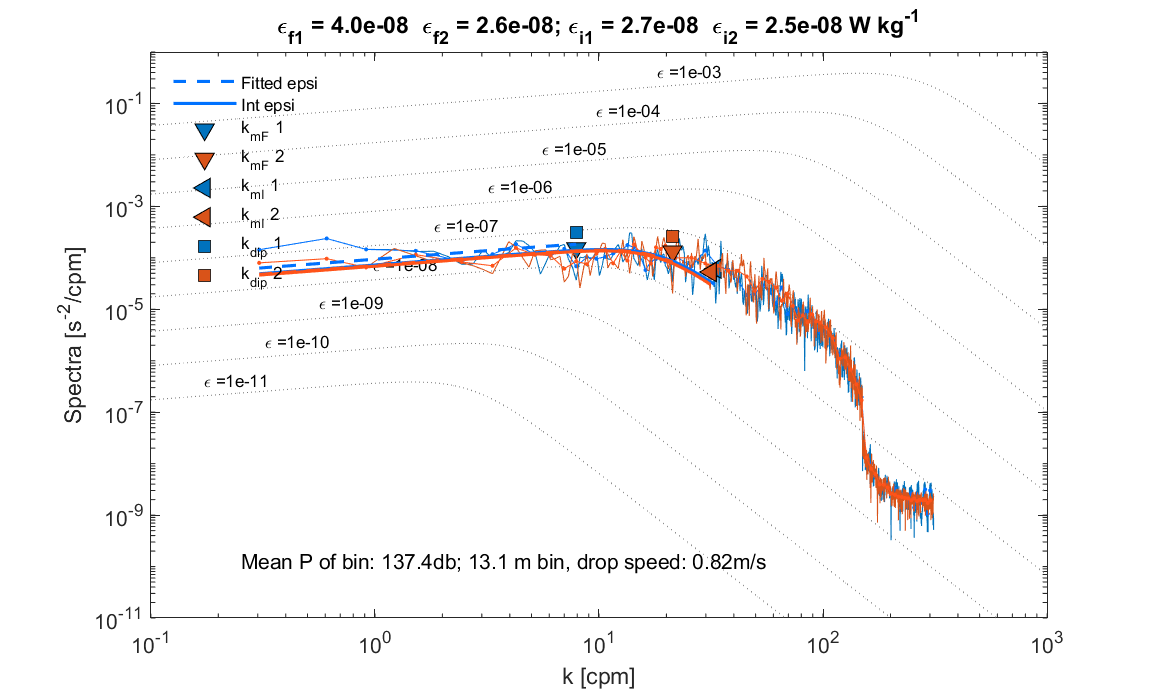 ϵf1 = 4.0e-08 ϵf2 = 2.6e-08; ϵi1 = 2.7e-08 ϵi2 = 2.5e-08 W kg-1
Fitted epsi
Int epsi
kmF 1
kmF 2
kmI 1
kmI 2
kdip 1
kdip 2
ϵ =1e-03
ϵ =1e-04
ϵ =1e-05
ϵ =1e-06
ϵ =1e-07
ϵ =1e-08
ϵ =1e-09
ϵ =1e-10
ϵ =1e-11
Mean P of bin: 137.4db; 13.1 m bin, drop speed: 0.82m/s
Spectra [s-2/cpm]
10-1
10-3
10-5
10-7
10-9
10-11
10-1 100 101 102 103
k [cpm]